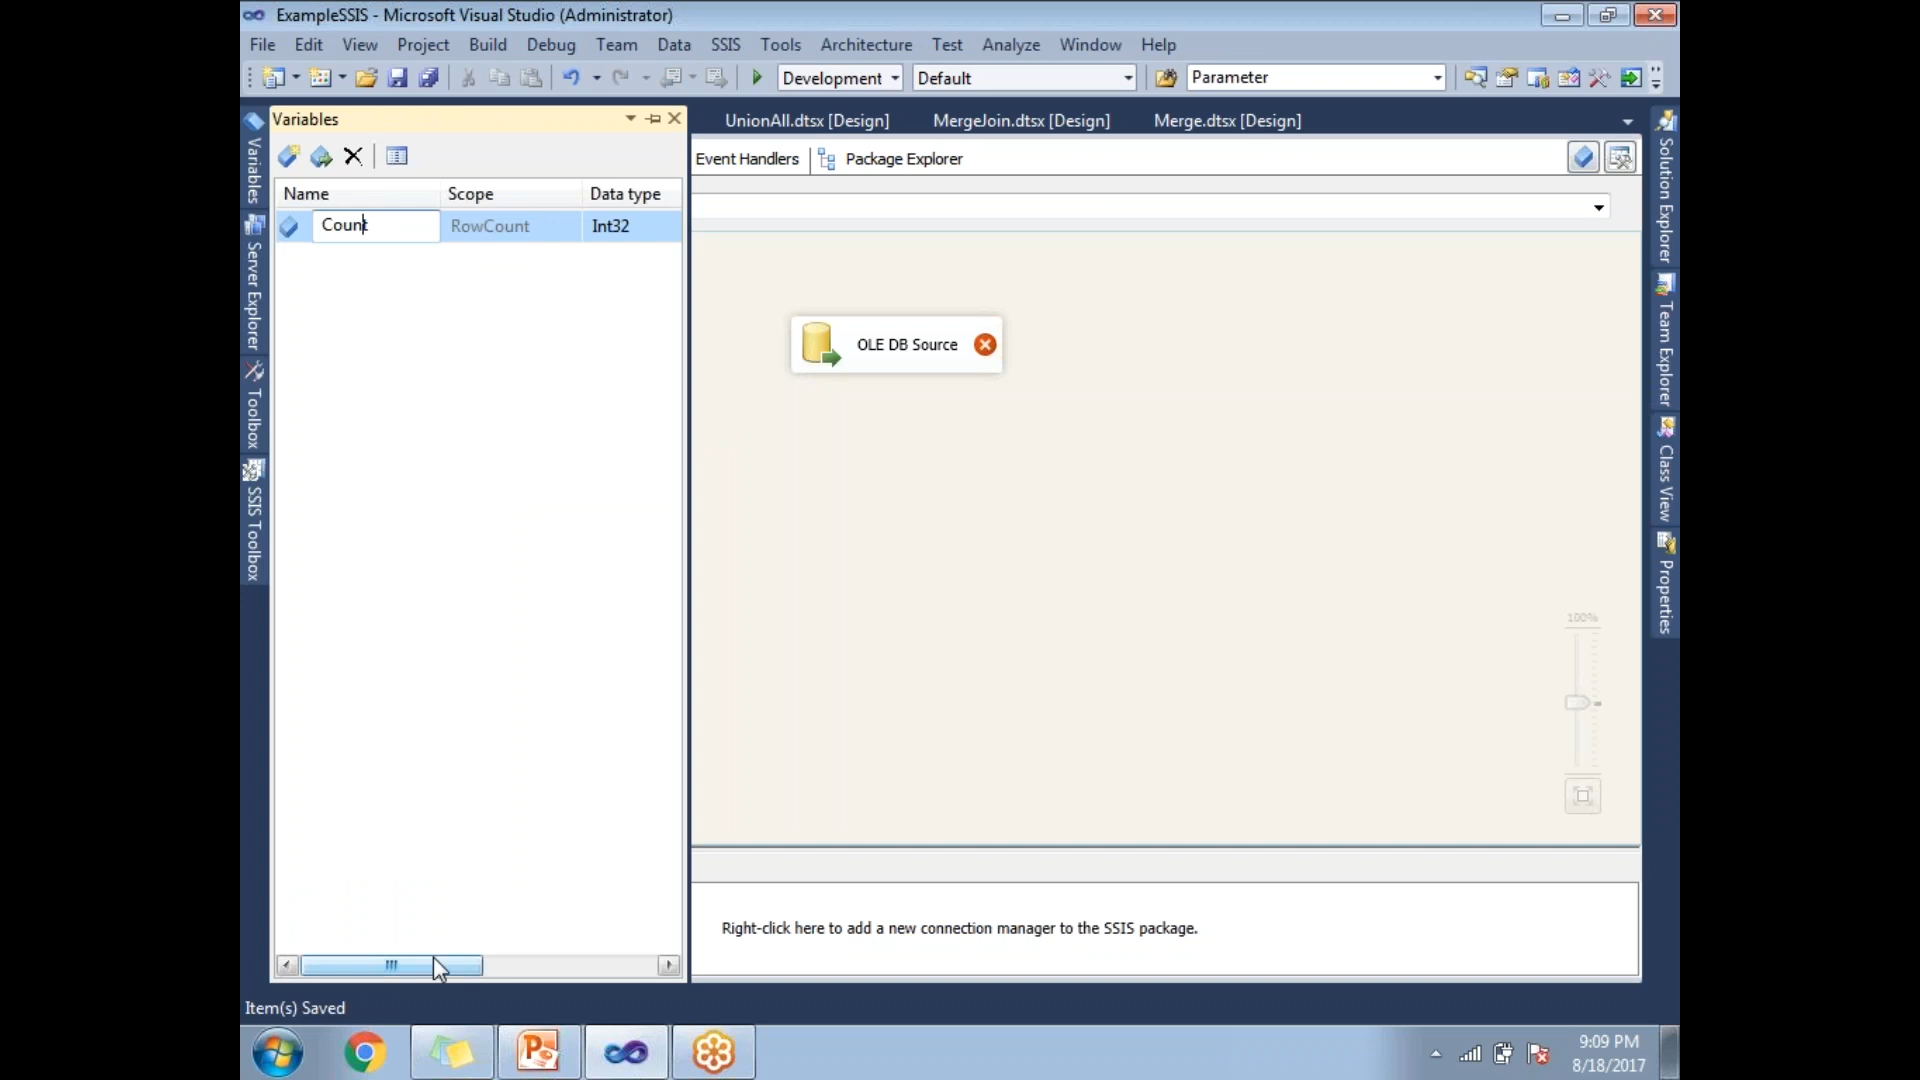 ExampleSSIS - Microsoft Visual Studio (Administrator)
File Edit View Project Build Debug Team Data SSIS Tools Architecture Test Analyze Window Help
Development Default Parameter
Variables
UnionAll.dtsx [Design] MergeJoin.dtsx [Design] Merge.dtsx [Design]
Event Handlers Package Explorer
Name Scope Data type
Count RowCount Int32
Variables
Server Explorer
Toolbox
SSIS Toolbox
OLE DB Source
100%
Solution Explorer
Team Explorer
Class View
Properties
Right-click here to add a new connection manager to the SSIS package.
Item(s) Saved
9:09 PM
8/18/2017